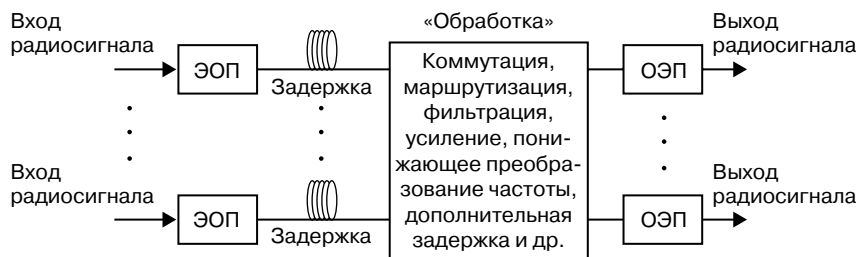 Вход
радиосигнала
ЭОП
Задержка
«Обработка»
Коммутация,
маршрутизация,
фильтрация,
усиление, пони-
жающее преобра-
зование частоты,
дополнительная
задержка и др.
ОЭП
Выход
радиосигнала
Вход
радиосигнала
ЭОП
Задержка
ОЭП
Выход
радиосигнала